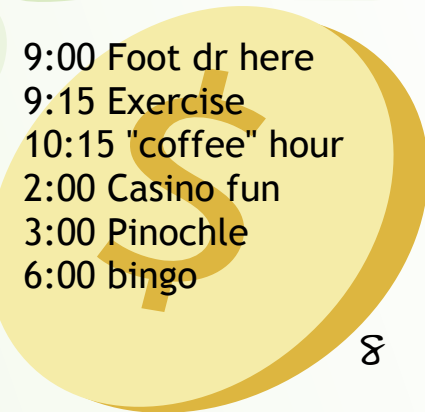 9:00 Foot dr here
9:15 Exercise
10:15 "coffee" hour
2:00 Casino fun
3:00 Pinochle
6:00 bingo
$
8